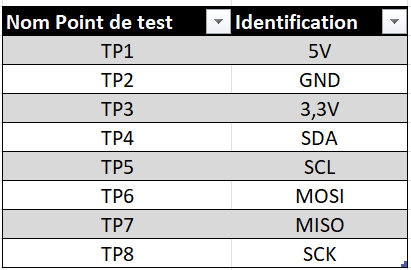 Nom Point de test Identification
TP1 5V
TP2 GND
TP3 3,3V
TP4 SDA
TP5 SCL
TP6 MOSI
TP7 MISO
TP8 SCK